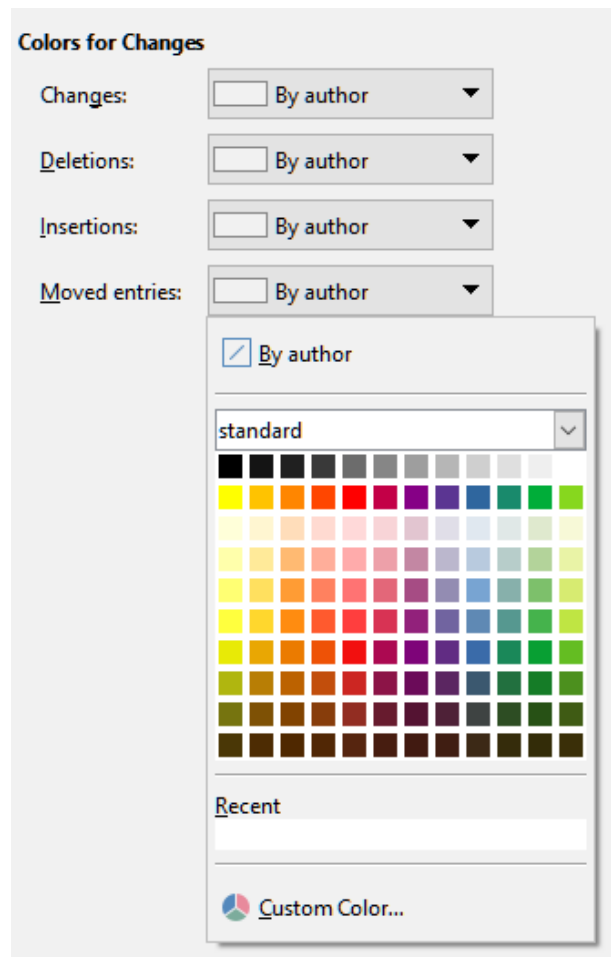 Colors for Changes
Changes: By author
Deletions: By author
Insertions: By author
Moved entries: By author
By author
standard
Recent
Custom Color...